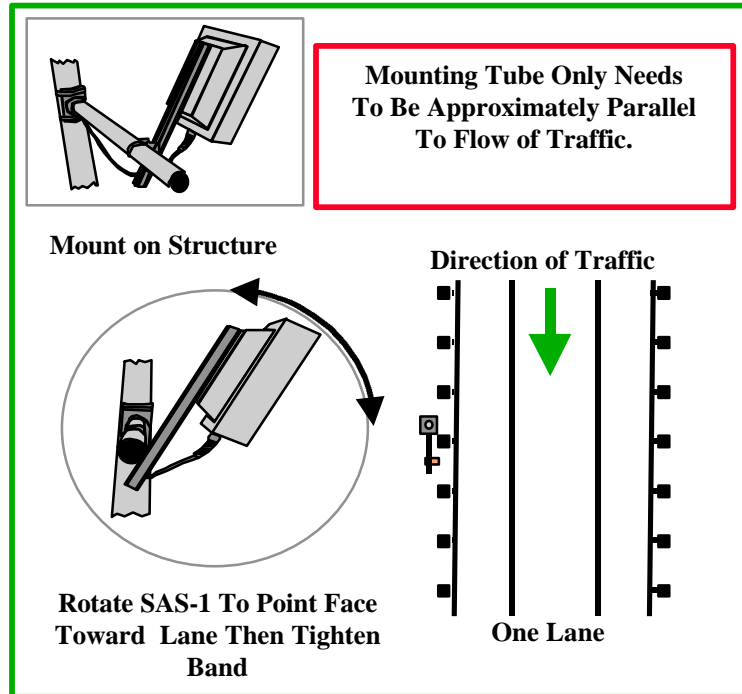 Mounting Tube Only Needs
To Be Approximately Parallel
To Flow of Traffic.
Mount on Structure
Direction of Traffic
Rotate SAS-1 To Point Face
Toward Lane Then Tighten
Band
One Lane